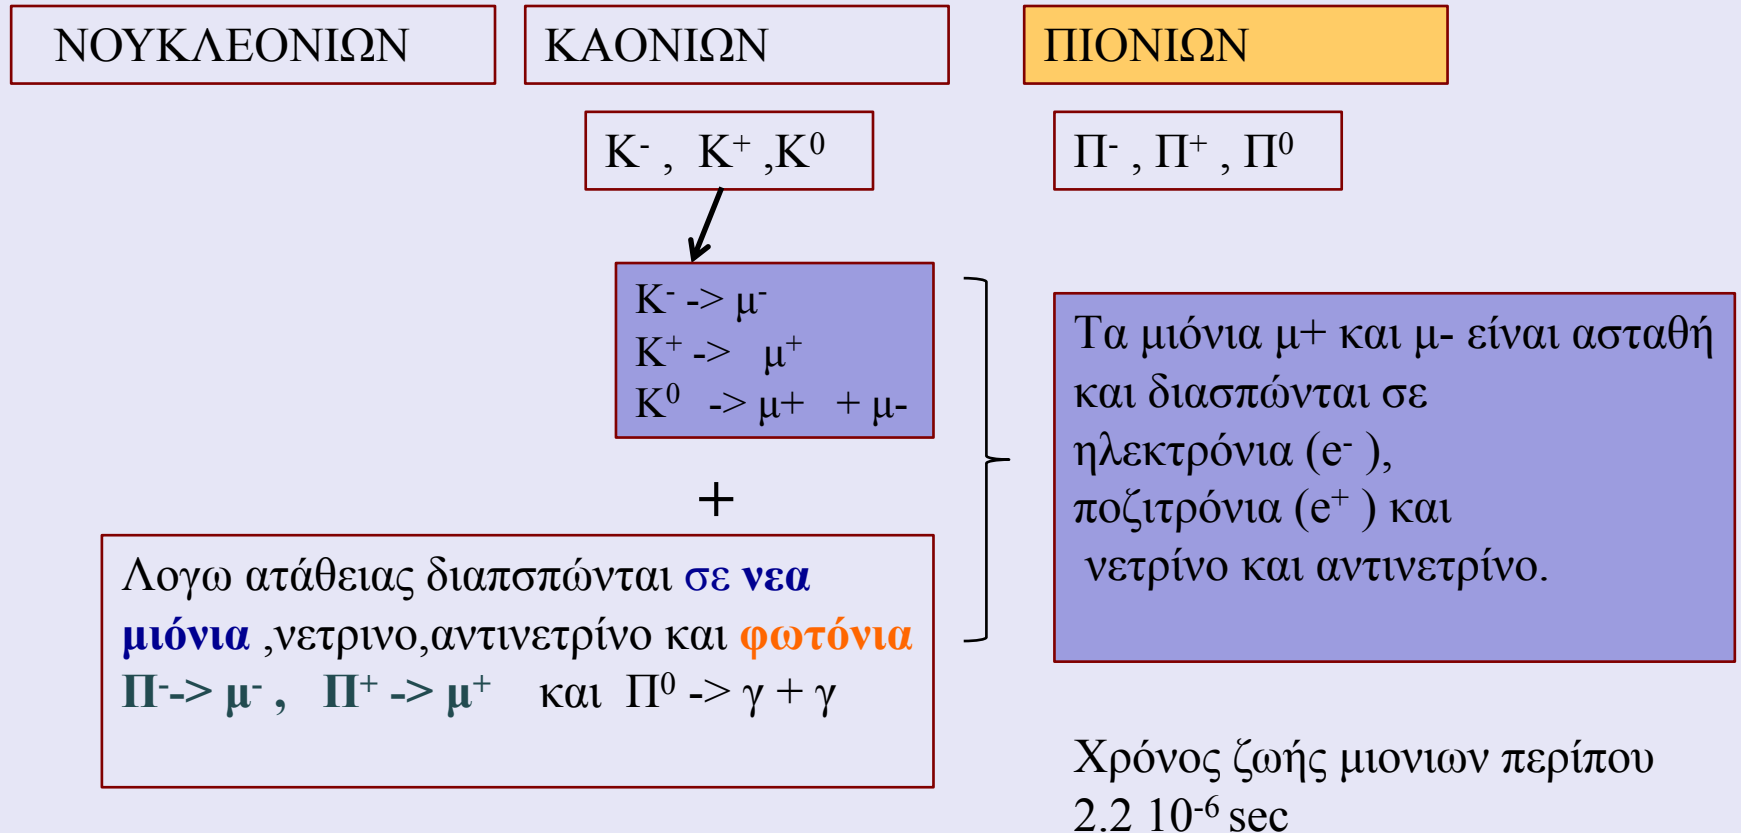 ΝΟΥΚΛΕΟΝΙΩΝ
ΚΑΟΝΙΩΝ
ΠΙΟΝΙΩΝ
Κ⁻ , Κ⁺ ,Κ⁰
Π⁻ , Π⁺ , Π⁰
Κ⁻ -> μ⁻
Κ⁺ -> μ⁺
Κ⁰ -> μ+ + μ-
+
Λογω ατάθειας διαπσπώνται σε νεα
μιόνια ,νετρινο,αντινετρίνο και φωτόνια
Π⁻-> μ⁻ , Π⁺ -> μ⁺ και Π⁰ -> γ + γ
Τα μιόνια μ+ και μ- είναι ασταθή
και διασπώνται σε
ηλεκτρόνια (e⁻ ),
ποζιτρόνια (e⁺ ) και
νετρίνο και αντινετρίνο.
Χρόνος ζωής μιονιων περίπου
2.2 10⁻⁶ sec